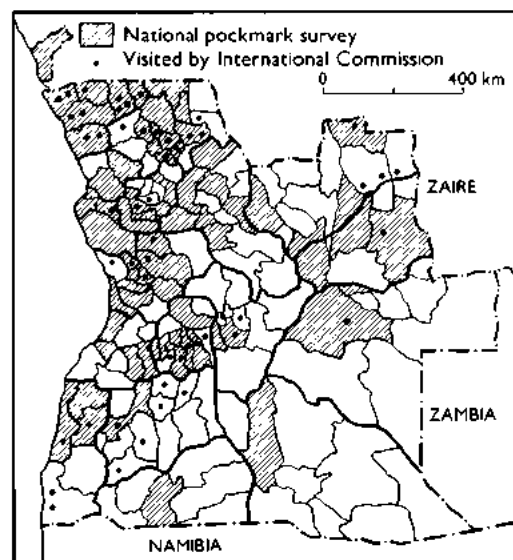 National pockmark survey
Visited by International Commission
0 400 km
ZAIRE
ZAMBIA
NAMIBIA